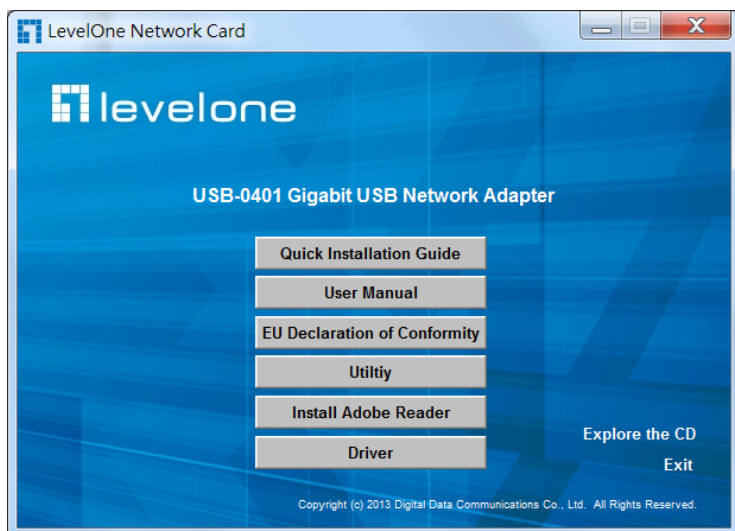 LevelOne Network Card
levelone
USB-0401 Gigabit USB Network Adapter
Quick Installation Guide
User Manual
EU Declaration of Conformity
Utiltiy
Install Adobe Reader
Driver
Explore the CD
Exit
Copyright (c) 2013 Digital Data Communications Co., Ltd. All Rights Reserved.